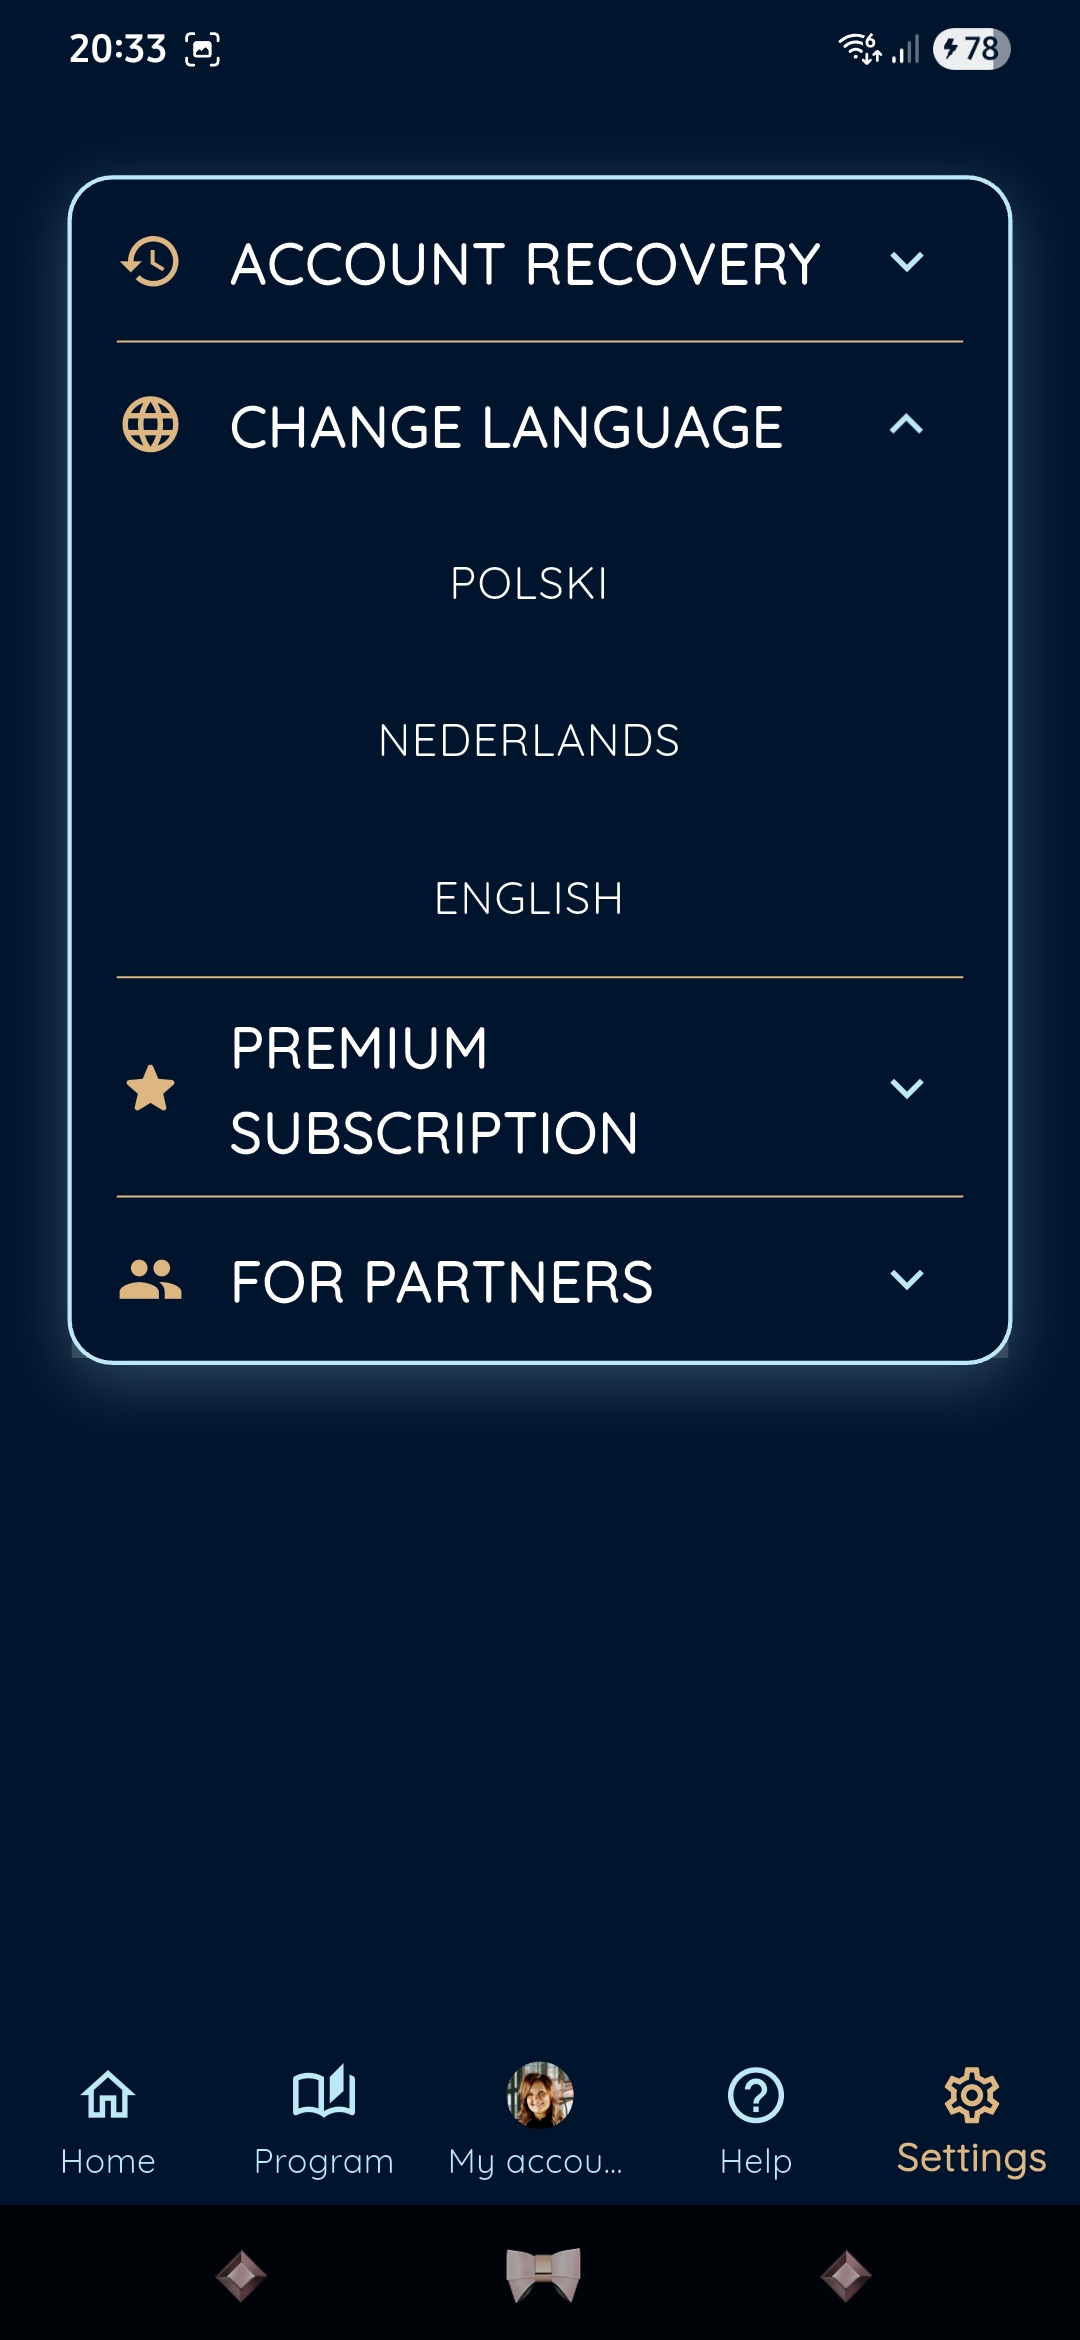 20:33
6
78
ACCOUNT RECOVERY
CHANGE LANGUAGE
POLSKI
NEDERLANDS
ENGLISH
PREMIUM
SUBSCRIPTION
FOR PARTNERS
Home
Program
My accou...
Help
Settings